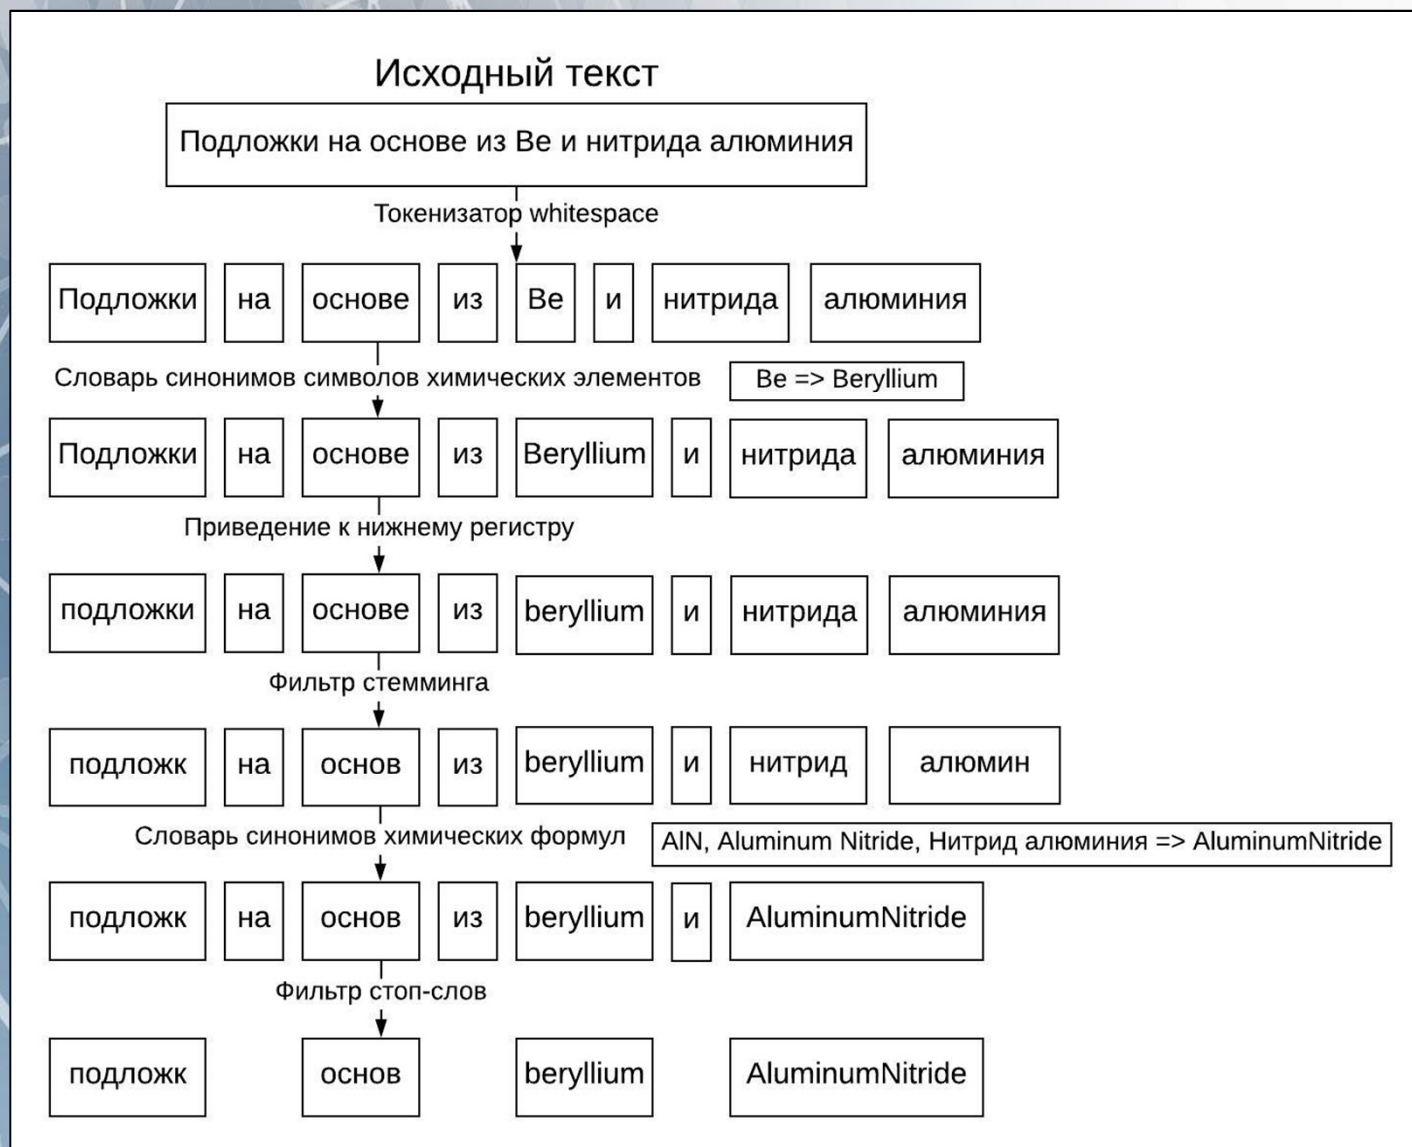 Исходный текст
Подложки на основе из Be и нитрида алюминия
Токенизатор whitespace
Подложки на основе из Be и нитрида алюминия
Словарь синонимов символов химических элементов Be => Beryllium
Подложки на основе из Beryllium и нитрида алюминия
Приведение к нижнему регистру
подложки на основе из beryllium и нитрида алюминия
Фильтр стемминга
подложк на основ из beryllium и нитрид алюмин
Словарь синонимов химических формул AlN, Aluminum Nitride, Нитрид алюминия => AluminumNitride
подложк на основ из beryllium и AluminumNitride
Фильтр стоп-слов
подложк основ beryllium AluminumNitride